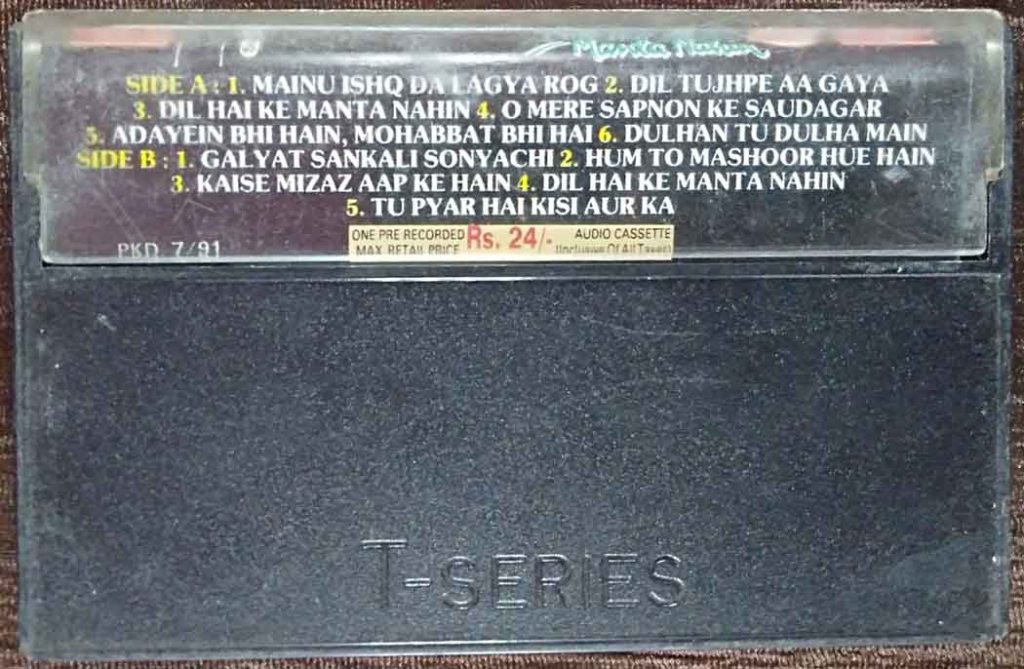 Manta Nahin
SIDE A : 1. MAINU ISHQ DA LAGYA ROG 2. DIL TUJHPE AA GAYA
3. DIL HAI KE MANTA NAHIN 4. O MERE SAPNON KE SAUDAGAR
5. ADAYEIN BHI HAIN, MOHABBAT BHI HAI 6. DULHAN TU DULHA MAIN
SIDE B : 1. GALYAT SANKALI SONYACHI 2. HUM TO MASHOOR HUE HAIN
3. KAISE MIZAZ AAP KE HAIN 4. DIL HAI KE MANTA NAHIN
5. TU PYAR HAI KISI AUR KA
ONE PRE RECORDED Rs. 24/- AUDIO CASSETTE
MAX RETAIL PRICE (Inclusive Of All Taxes)
PKD 7/91
T-SERIES